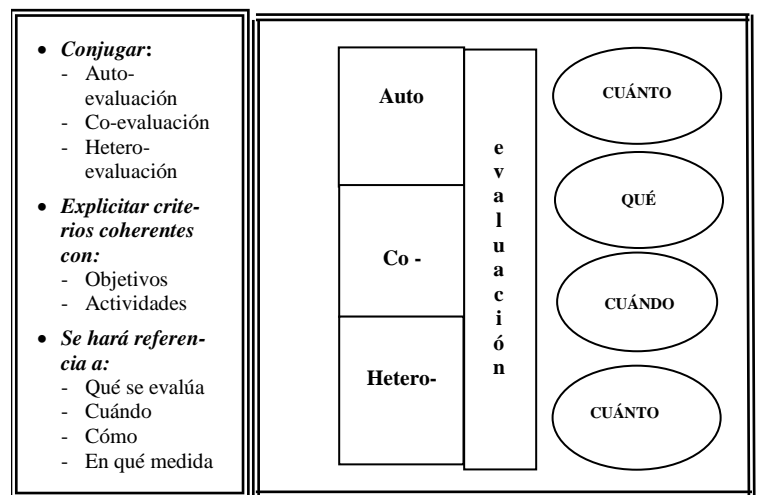 • Conjugar:
- Auto-
evaluación
- Co-evaluación
- Hetero-
evaluación
• Explicitar crite-
rios coherentes
con:
- Objetivos
- Actividades
• Se hará referen-
cia a:
- Qué se evalúa
- Cuándo
- Cómo
- En qué medida
Auto
Co -
Hetero-
e
v
a
l
u
a
c
i
ó
n
CUÁNTO
QUÉ
CUÁNDO
CUÁNTO